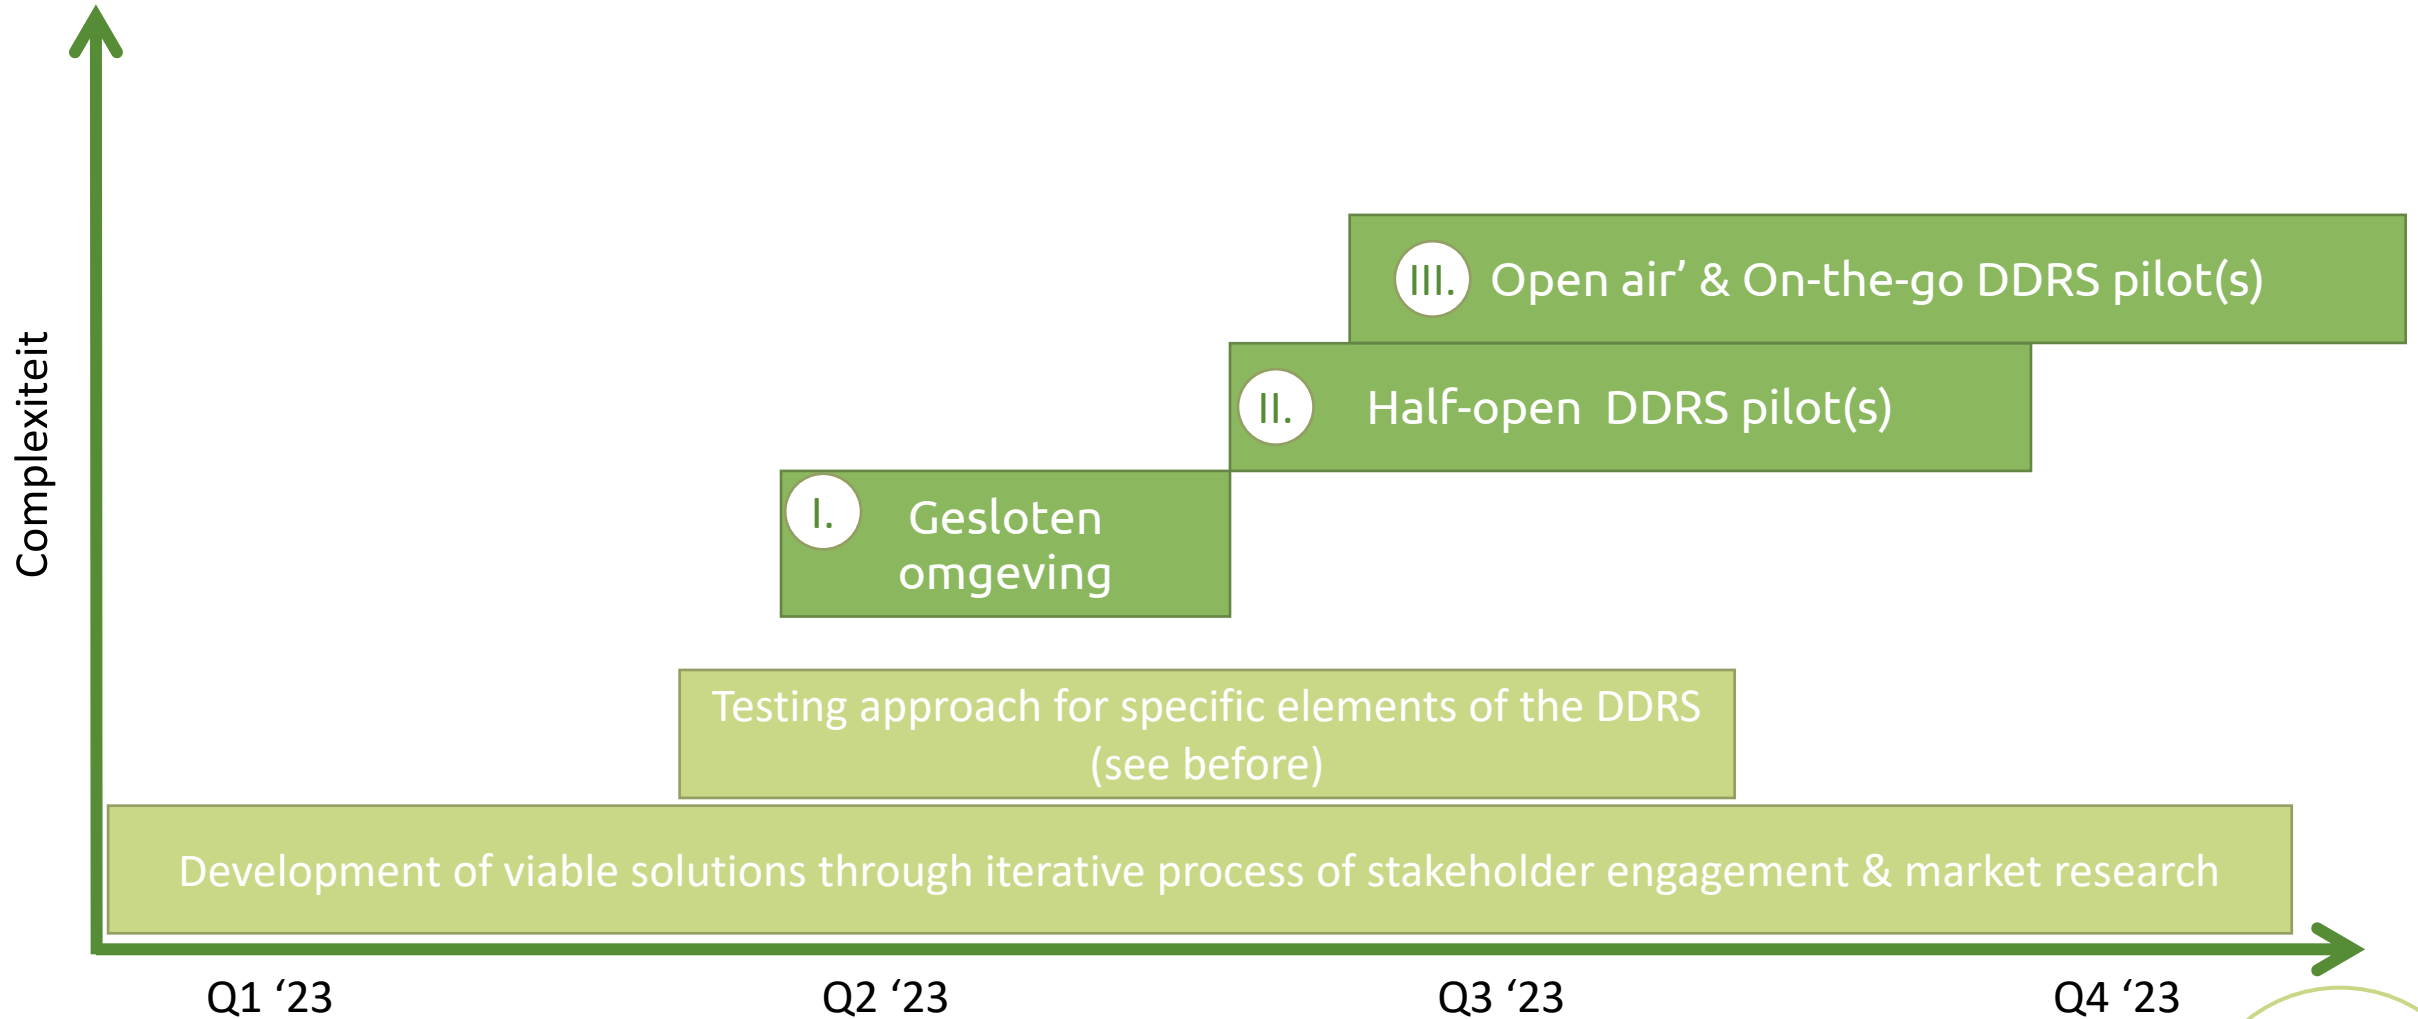 Complexiteit
III. Open air’ & On-the-go DDRS pilot(s)
II. Half-open DDRS pilot(s)
I. Gesloten
omgeving
Testing approach for specific elements of the DDRS
(see before)
Development of viable solutions through iterative process of stakeholder engagement & market research
Q1 ‘23 Q2 ‘23 Q3 ‘23 Q4 ‘23